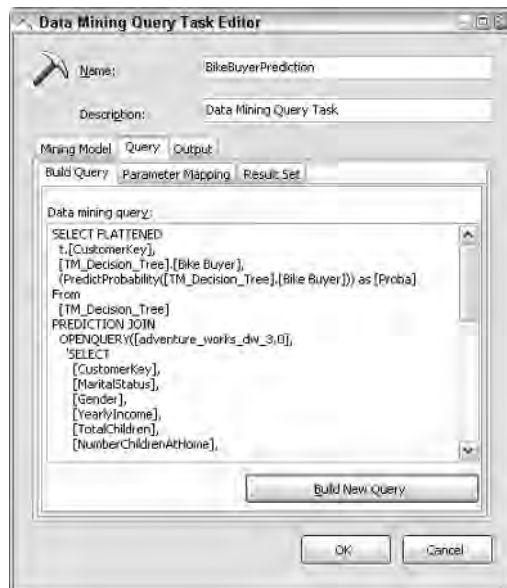 Data Mining Query Task Editor
Name: BikeBuyerPrediction
Description: Data Mining Query Task
Mining Model Query Output
Build Query Parameter Mapping Result Set
Data mining query:
SELECT FLATTENED
t.[CustomerKey],
[TM_Decision_Tree].[Bike Buyer],
(PredictProbability([TM_Decision_Tree].[Bike Buyer])) as [Proba]
From
[TM_Decision_Tree]
PREDICTION JOIN
OPENQUERY([adventure_works_dw_3.0],
'SELECT
[CustomerKey],
[MaritalStatus],
[Gender],
[YearlyIncome],
[TotalChildren],
[NumberChildrenAtHome],
Build New Query
OK Cancel